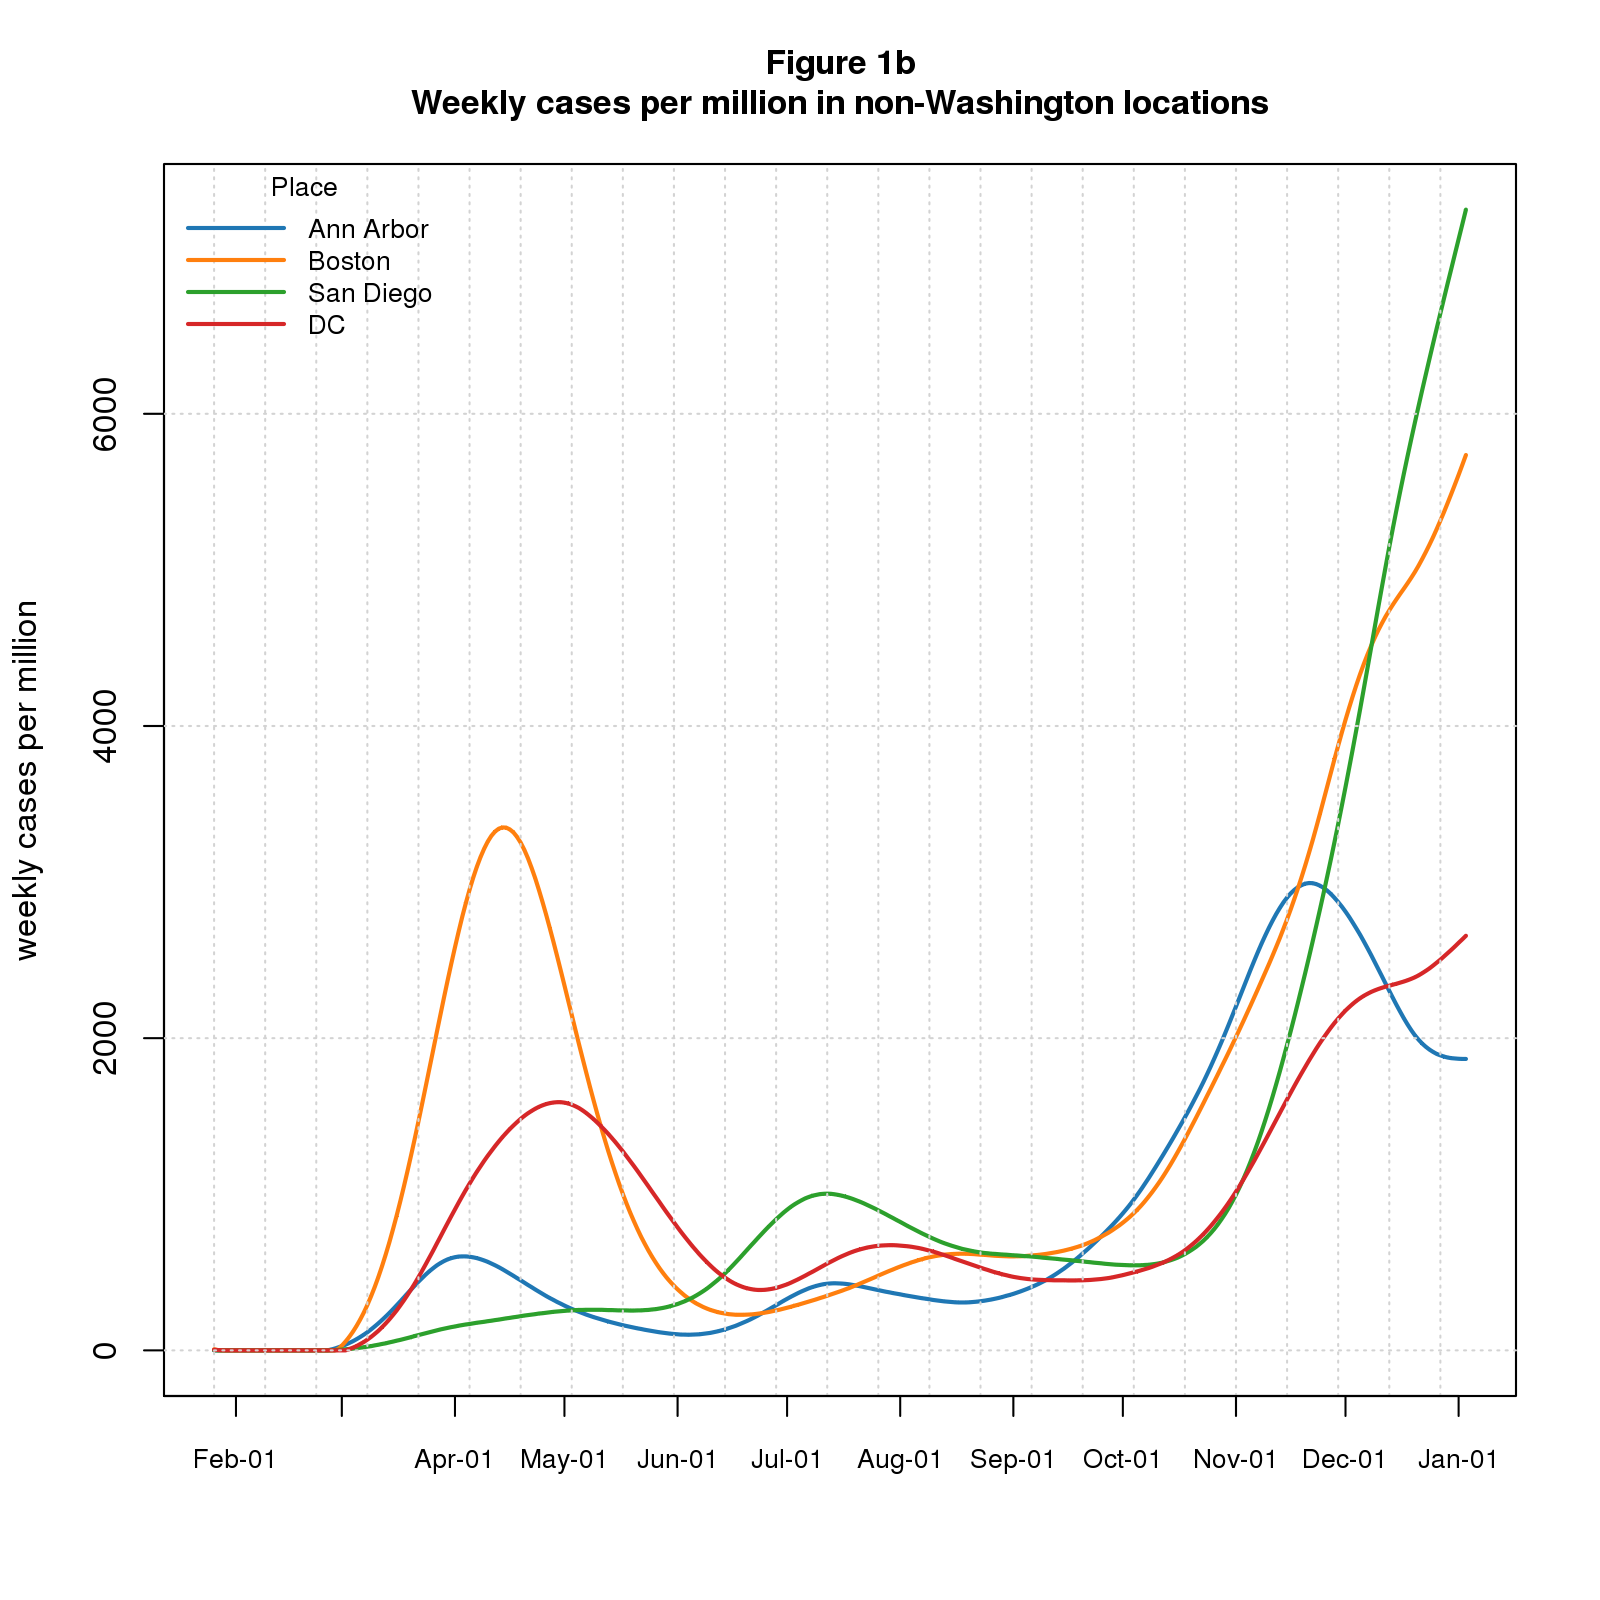 Figure 1b
Weekly cases per million in non-Washington locations
Place
Ann Arbor
Boston
San Diego
DC
weekly cases per million
6000
4000
2000
0
Feb-01 Apr-01 May-01 Jun-01 Jul-01 Aug-01 Sep-01 Oct-01 Nov-01 Dec-01 Jan-01